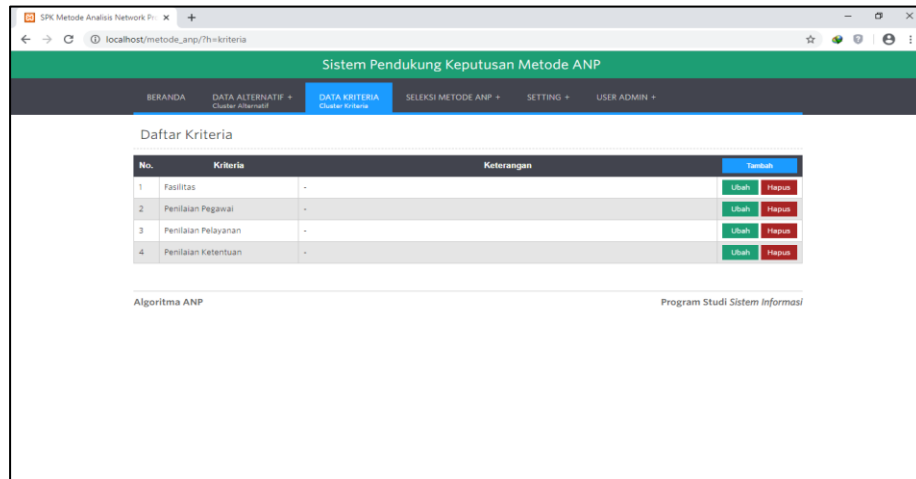 SPK Metode Analisis Network Pr
localhost/metode_anp/?h=kriteria
Sistem Pendukung Keputusan Metode ANP
BERANDA DATA ALTERNATIF + DATA KRITERIA SELEKSI METODE ANP + SETTING + USER ADMIN +
Cluster Alternatif Cluster Kriteria
Daftar Kriteria
No. Kriteria Keterangan Tambah
1 Fasilitas - Ubah Hapus
2 Penilaian Pegawai - Ubah Hapus
3 Penilaian Pelayanan - Ubah Hapus
4 Penilaian Ketentuan - Ubah Hapus
Algoritma ANP Program Studi Sistem Informasi